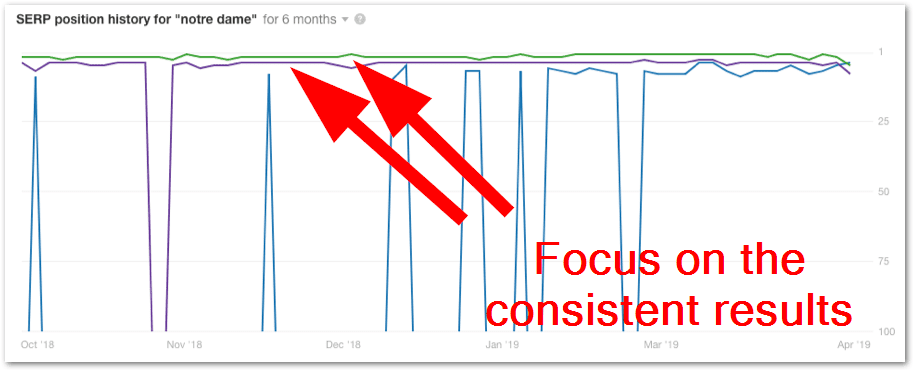 SERP position history for "notre dame" for 6 months
1
25
50
75
100
Focus on the
consistent results
Oct '18 Nov '18 Dec '18 Jan '19 Mar '19 Apr '19